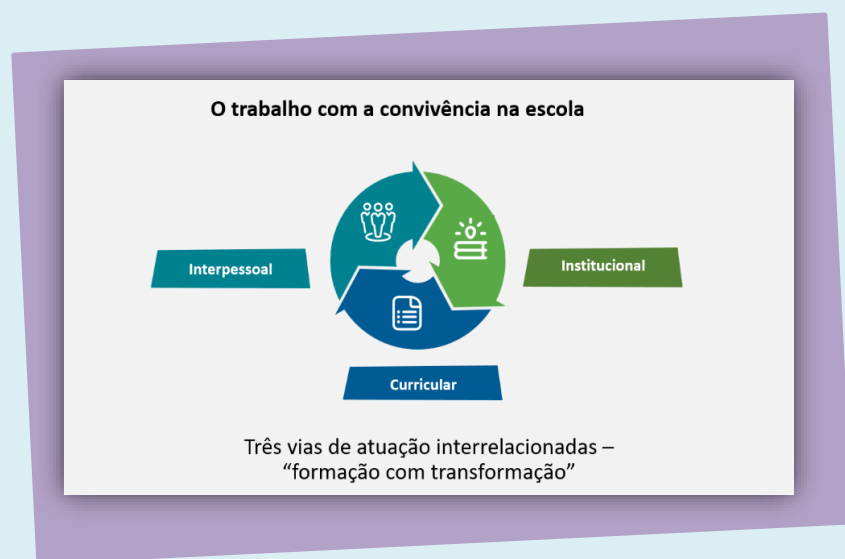 O trabalho com a convivência na escola
Interpessoal
Institucional
Curricular
Três vias de atuação interrelacionadas –
“formação com transformação”